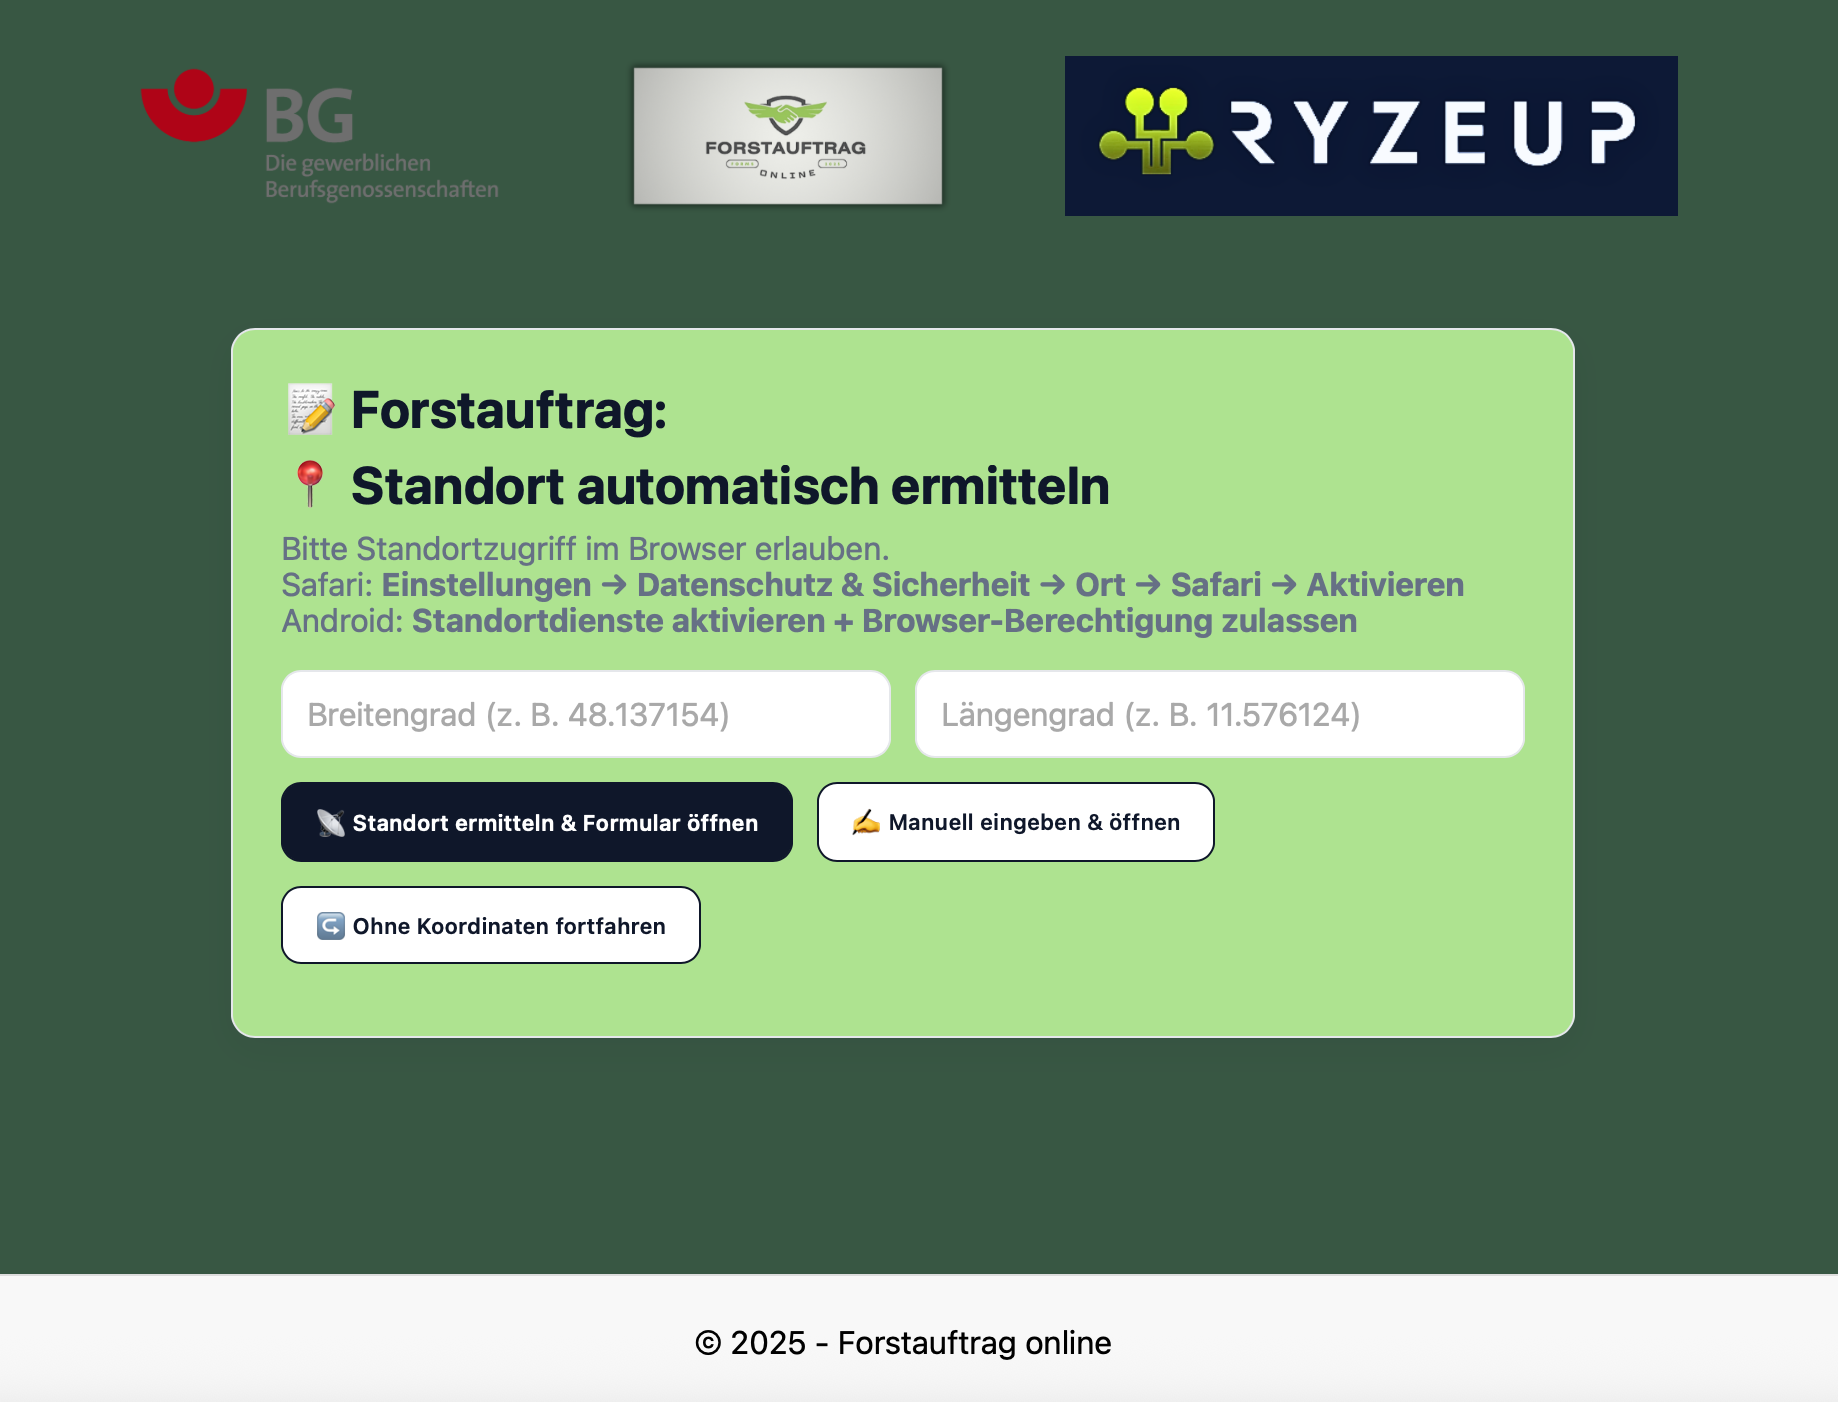 BG
Die gewerblichen
Berufsgenossenschaften
FORSTAUFTRAG
ONLINE
RYZEUP
Forstauftrag:
Standort automatisch ermitteln
Bitte Standortzugriff im Browser erlauben.
Safari: Einstellungen → Datenschutz & Sicherheit → Ort → Safari → Aktivieren
Android: Standortdienste aktivieren + Browser-Berechtigung zulassen
Breitengrad (z. B. 48.137154)
Längengrad (z. B. 11.576124)
Standort ermitteln & Formular öffnen
Manuell eingeben & öffnen
Ohne Koordinaten fortfahren
© 2025 - Forstauftrag online